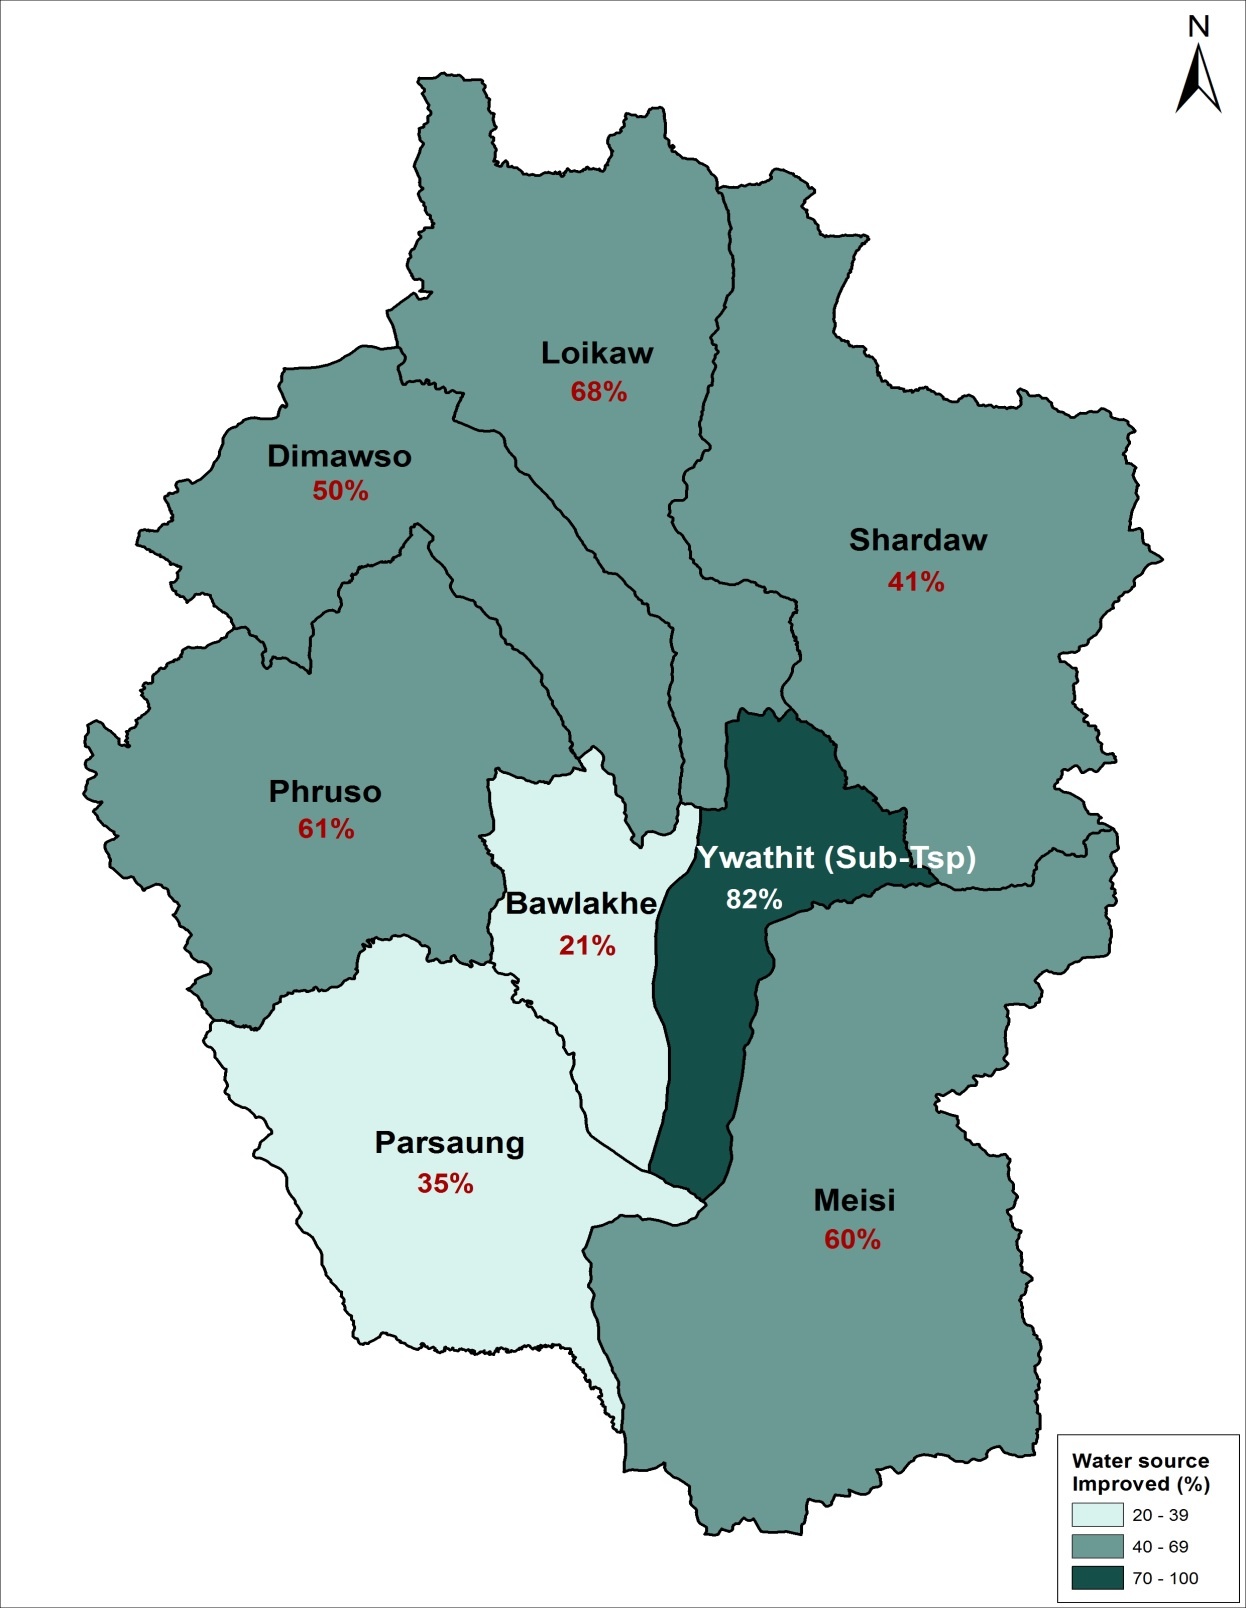 N
Loikaw
68%
Dimawso
50%
Shardaw
41%
Phruso
61%
Ywathit (Sub-Tsp)
82%
Bawlakhe
21%
Parsaung
35%
Meisi
60%
Water source
Improved (%)
20 - 39
40 - 69
70 - 100